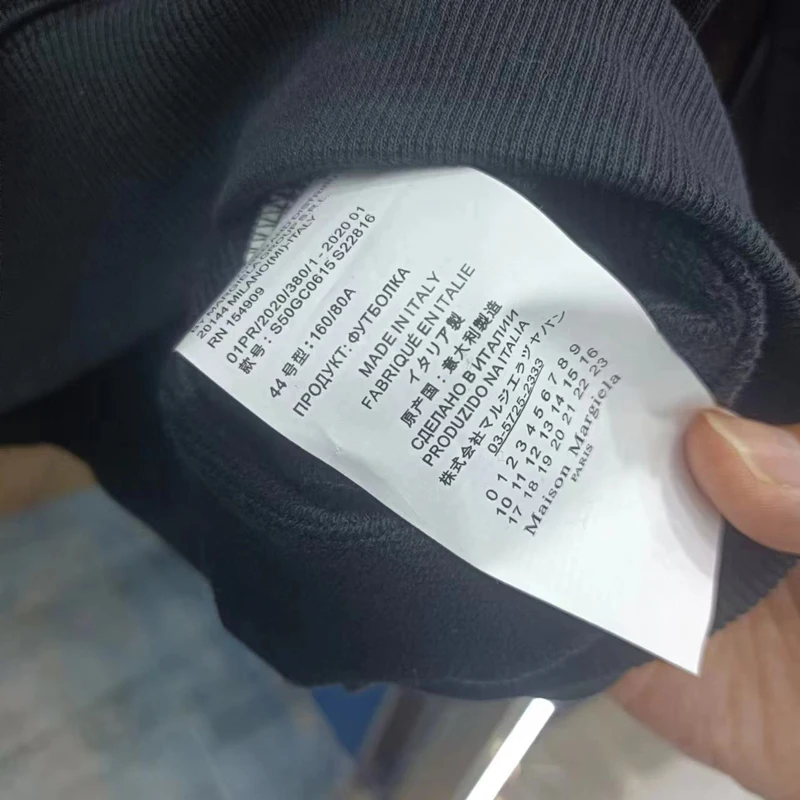 20144 MILANO(MI)-ITALY
RN 154909
01PR/2020/380/1 - 2020 01
款号: S50GC0615 S22816
44 号型:160/80A
ПРОДУКТ: ФУТБОЛКА
MADE IN ITALY
FABRIQUE EN ITALIE
イタリア製
原产国:意大利制造
СДЕЛАНО В ИТАЛИИ
PRODUZIDO NA ITALIA
株式会社マルジエラジャパン
03-5725-2333
0 1 2 3 4 5 6 7 8 9
10 11 12 13 14 15 16
17 18 19 20 21 22 23
Maison Margiela
PARIS